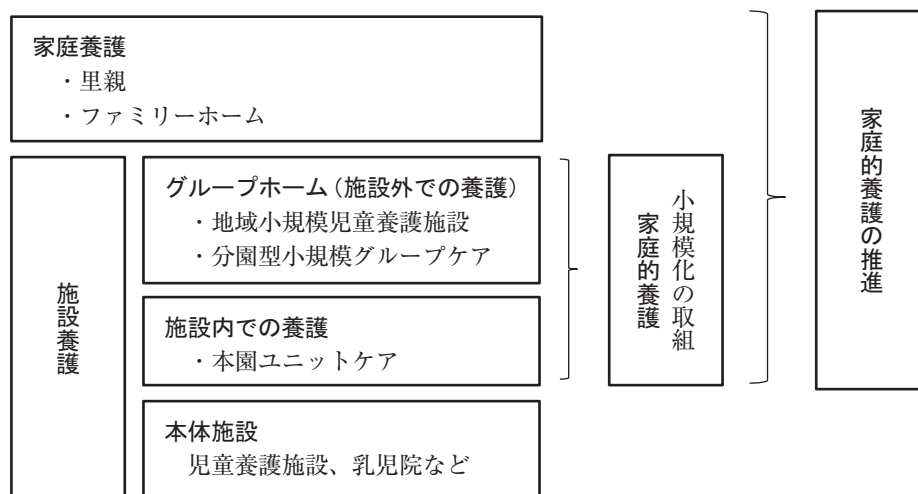 家庭養護
・里親
・ファミリーホーム
施設養護
グループホーム（施設外での養護）
・地域小規模児童養護施設
・分園型小規模グループケア
施設内での養護
・本園ユニットケア
本体施設
児童養護施設、乳児院など
小規模化の取組
家庭的養護
家庭的養護の推進